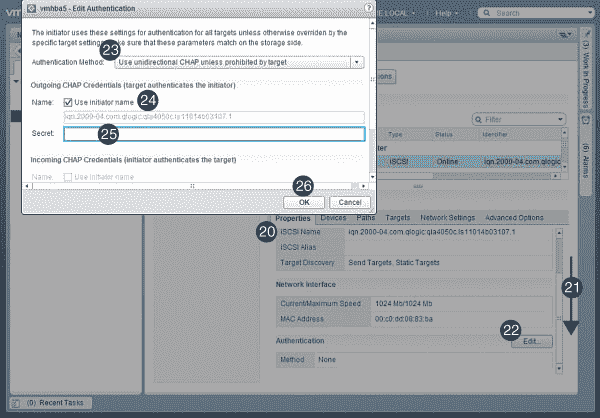 vmhba5 - Edit Authentication
The initiator uses these settings for authentication for all targets unless otherwise overriden by the
specific target settings. Make sure that these parameters match on the storage side.
23
Authentication Method: Use unidirectional CHAP unless prohibited by target
Outgoing CHAP Credentials (target authenticates the initiator)
Name: Use initiator name 24
iqn.2000-04.com.qlogic:qla4050c.ls11014b03107.1
Secret: 25
Incoming CHAP Credentials (initiator authenticates the target)
Name: Use initiator name
26
OK Cancel
LOCAL Help Search
(3) Work in Progress
(6) Alarms
Filter
Type Status Identifier
iSCSI Online iqn.2000-04.com.qlogic
Properties Devices Paths Targets Network Settings Advanced Options
20
iSCSI Name iqn.2000-04.com.qlogic:qla4050c.ls11014b03107.1
iSCSI Alias
Target Discovery Send Targets, Static Targets
21
Network Interface
Current/Maximum Speed 1024 Mb/1024 Mb
MAC Address 00:c0:dd:08:83:ba
22
Authentication Edit...
Method None
(0) Recent Tasks